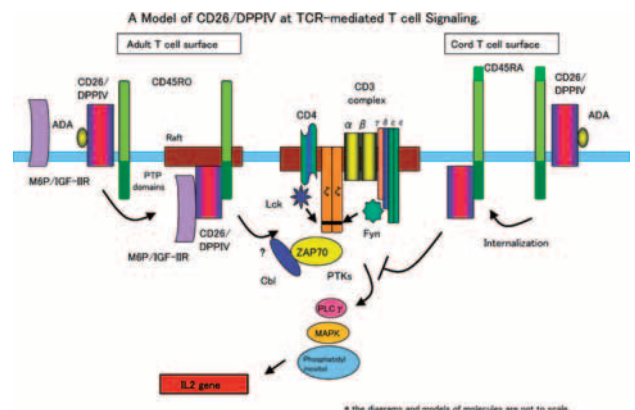 A Model of CD26/DPPIV at TCR-mediated T cell Signaling.
Adult T cell surface
Cord T cell surface
CD26/
DPPIV
CD45RO
CD4
CD3
complex
CD45RA
CD26/
DPPIV
ADA
Raft
α β γ δ ε ε
ADA
M6P/IGF-IIR
PTP
domains
ζ ζ
Lck
Fyn
CD26/
DPPIV
M6P/IGF-IIR
?
ZAP70
Cbl
PTKs
Internalization
PLC γ
MAPK
Phosphatidyl
inositol
IL2 gene
* the diagrams and models of molecules are not to scale